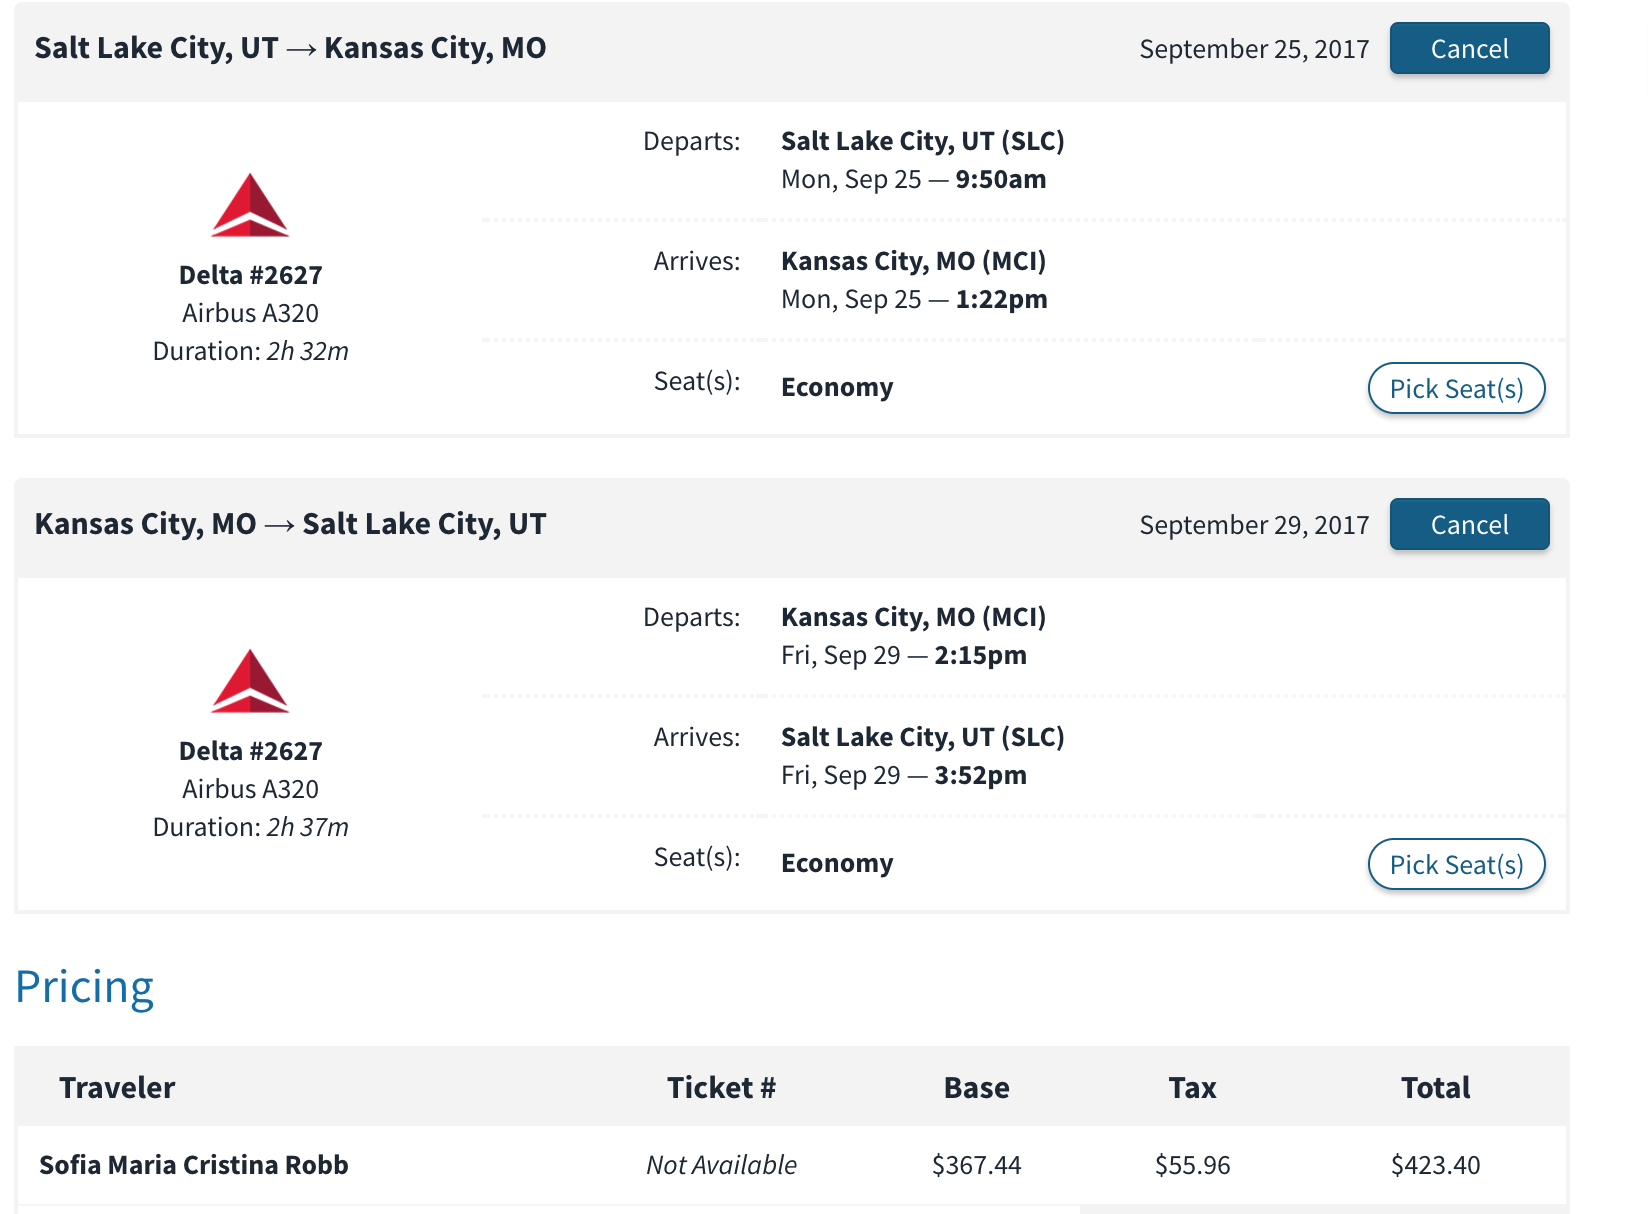 Salt Lake City, UT → Kansas City, MO
September 25, 2017
Cancel
Departs:
Salt Lake City, UT (SLC)
Mon, Sep 25 — 9:50am
Delta #2627
Airbus A320
Duration: 2h 32m
Arrives:
Kansas City, MO (MCI)
Mon, Sep 25 — 1:22pm
Seat(s):
Economy
Pick Seat(s)
Kansas City, MO → Salt Lake City, UT
September 29, 2017
Cancel
Departs:
Kansas City, MO (MCI)
Fri, Sep 29 — 2:15pm
Delta #2627
Airbus A320
Duration: 2h 37m
Arrives:
Salt Lake City, UT (SLC)
Fri, Sep 29 — 3:52pm
Seat(s):
Economy
Pick Seat(s)
Pricing
Traveler Ticket # Base Tax Total
Sofia Maria Cristina Robb Not Available $367.44 $55.96 $423.40